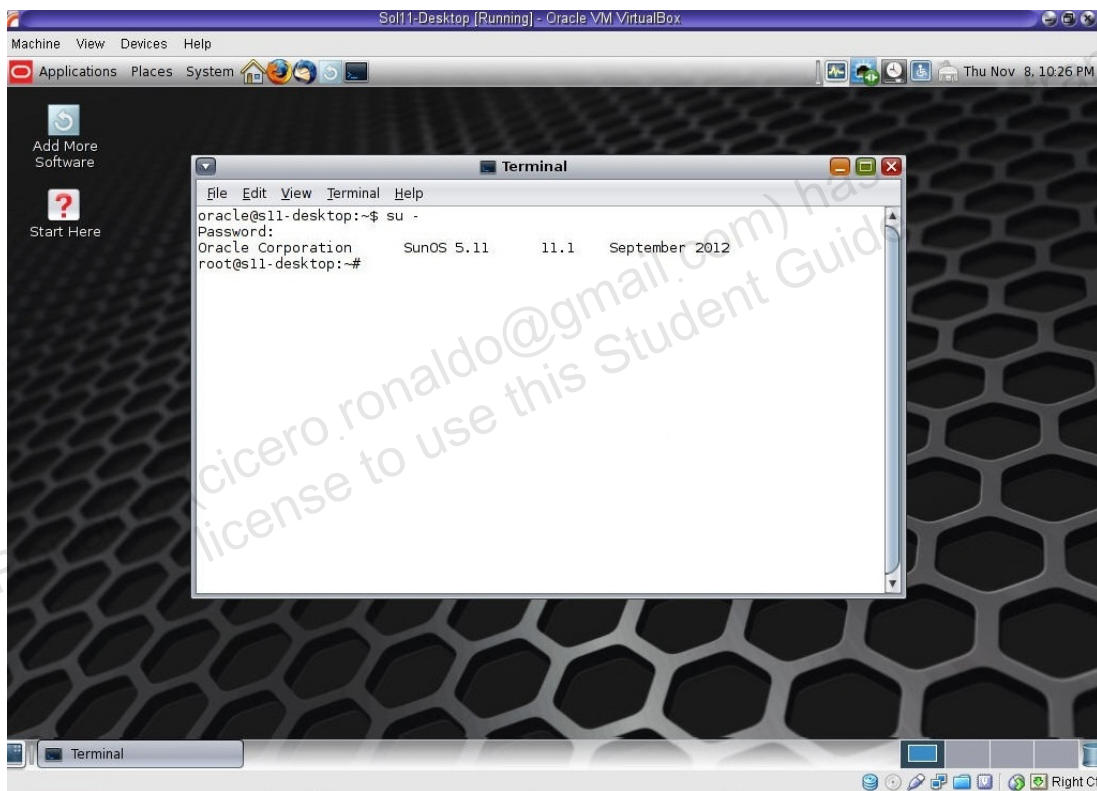 Sol11-Desktop [Running] - Oracle VM VirtualBox
Machine View Devices Help
Applications Places System Thu Nov 8, 10:26 PM
Add More
Software
Start Here
Terminal
File Edit View Terminal Help
oracle@s11-desktop:~$ su -
Password:
Oracle Corporation SunOS 5.11 11.1 September 2012
root@s11-desktop:~#
(cicero.ronaldo@gmail.com) has
license to use this Student Guide
Terminal
Right